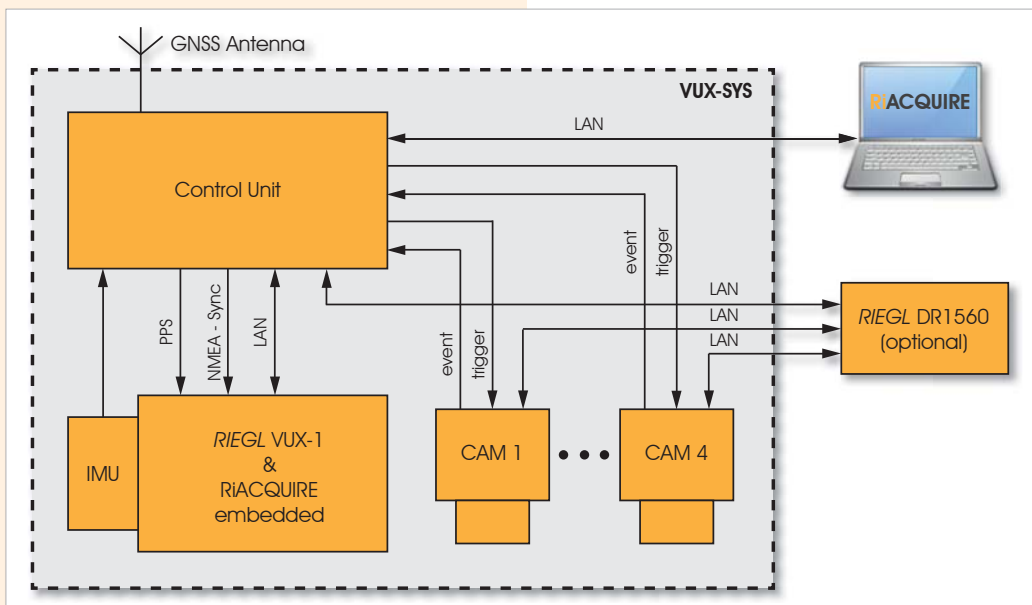 GNSS Antenna
VUX-SYS
RiACQUIRE
LAN
Control Unit
event
trigger
LAN
PPS
NMEA - Sync
LAN
event
trigger
LAN
LAN
RIEGL DR1560
(optional)
IMU
RIEGL VUX-1
&
RiACQUIRE
embedded
CAM 1
CAM 4